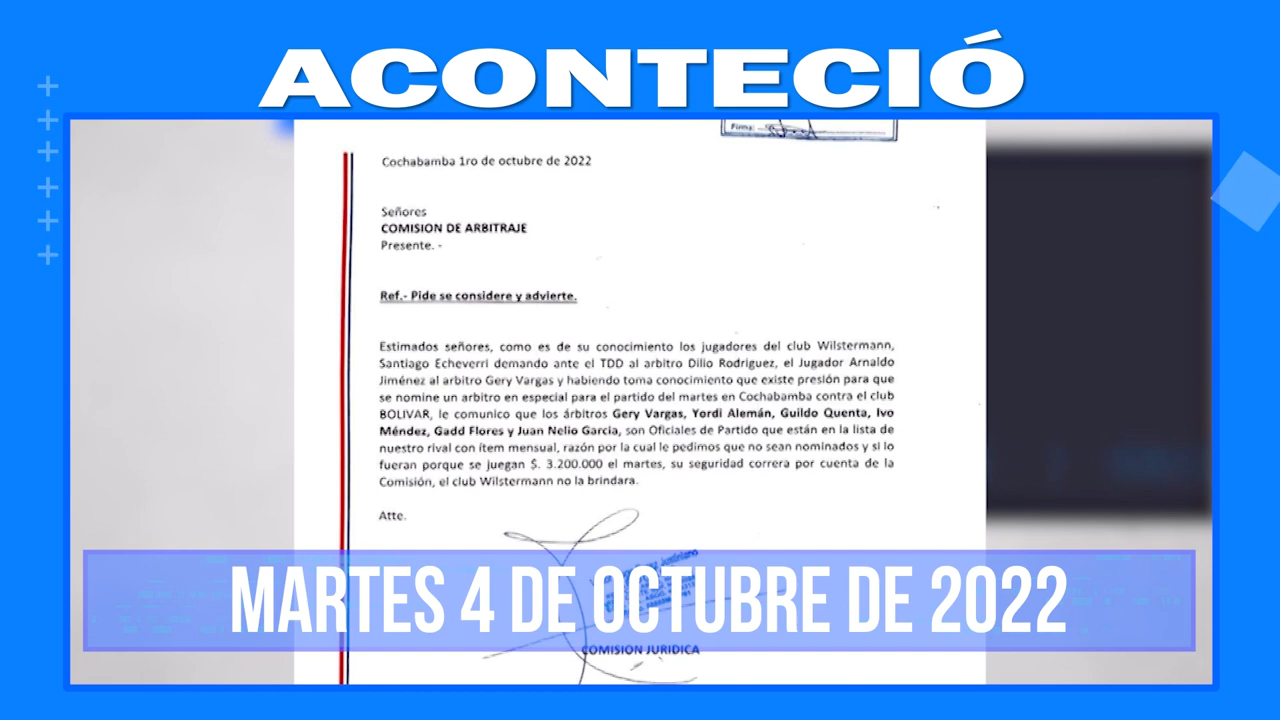 ACONTECIÓ
Firma:
Cochabamba 1ro de octubre de 2022
Señores
COMISION DE ARBITRAJE
Presente. -
Ref.- Pide se considere y advierte.
Estimados señores, como es de su conocimiento los jugadores del club Wilstermann,
Santiago Echeverri demando ante el TDD al arbitro Dilio Rodriguez, el Jugador Arnaldo
Jiménez al arbitro Gery Vargas y habiendo toma conocimiento que existe presión para que
se nomine un arbitro en especial para el partido del martes en Cochabamba contra el club
BOLIVAR, le comunico que los árbitros Gery Vargas, Yordi Alemán, Guildo Quenta, Ivo
Méndez, Gadd Flores y Juan Nelio Garcia, son Oficiales de Partido que están en la lista de
nuestro rival con ítem mensual, razón por la cual le pedimos que no sean nominados y si lo
fueran porque se juegan $. 3.200.000 el martes, su seguridad correra por cuenta de la
Comisión, el club Wilstermann no la brindara.
Atte.
MARTES 4 DE OCTUBRE DE 2022
COMISION JURIDICA